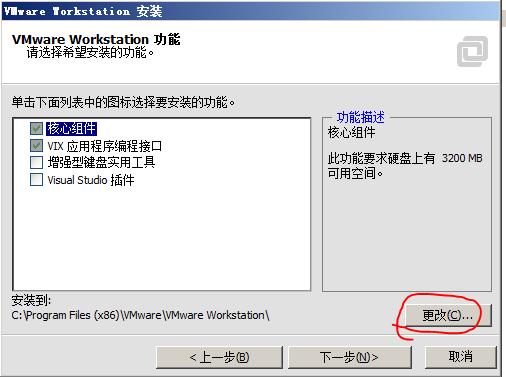 VMware Workstation 安装
VMware Workstation 功能
请选择希望安装的功能。
单击下面列表中的图标选择要安装的功能。
核心组件
VIX 应用程序编程接口
增强型键盘实用工具
Visual Studio 插件
功能描述
核心组件
此功能要求硬盘上有 3200 MB
可用空间。
安装到:
C:\Program Files (x86)\VMware\VMware Workstation\
更改(C)...
< 上一步(B)
下一步(N)>
取消